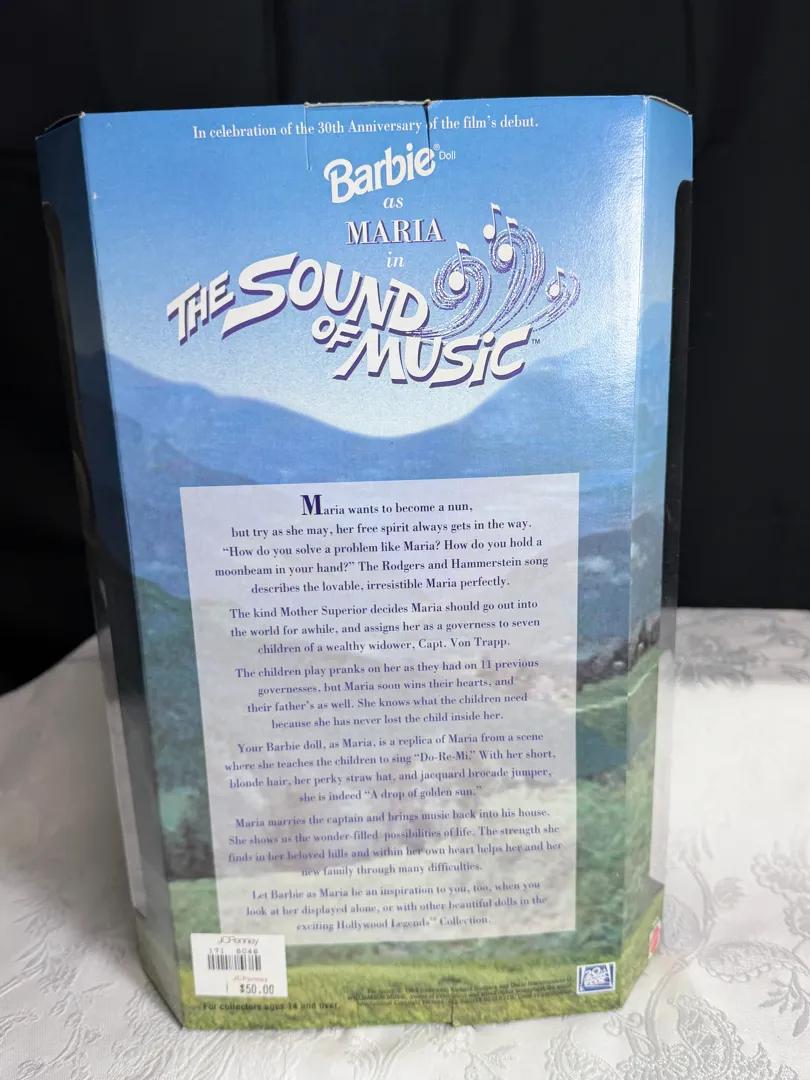 In celebration of the 30th Anniversary of the film's debut.
Barbie® Doll
as
MARIA
in
THE SOUND
OF MUSIC™
Maria wants to become a nun,
but try as she may, her free spirit always gets in the way.
“How do you solve a problem like Maria? How do you hold a
moonbeam in your hand?” The Rodgers and Hammerstein song
describes the lovable, irresistible Maria perfectly.
The kind Mother Superior decides Maria should go out into
the world for awhile, and assigns her as a governess to seven
children of a wealthy widower, Capt. Von Trapp.
The children play pranks on her as they had on 11 previous
governesses, but Maria soon wins their hearts, and
their father's as well. She knows what the children need
because she has never lost the child inside her.
Your Barbie doll, as Maria, is a replica of Maria from a scene
where she teaches the children to sing “Do-Re-Mi.” With her short,
blonde hair, her perky straw hat, and jacquard brocade jumper,
she is indeed “A drop of golden sun.”
Maria marries the captain and brings music back into his house.
She shows us the wonder-filled possibilities of life. The strength she
finds in her beloved hills and within her own heart helps her and her
new family through many difficulties.
Let Barbie as Maria be an inspiration to you, too, when you
look at her displayed alone, or with other beautiful dolls in the
exciting Hollywood Legends™ Collection.
JCPenney
191 6046
JCPenney
$50.00
For collectors ages 14 and over.